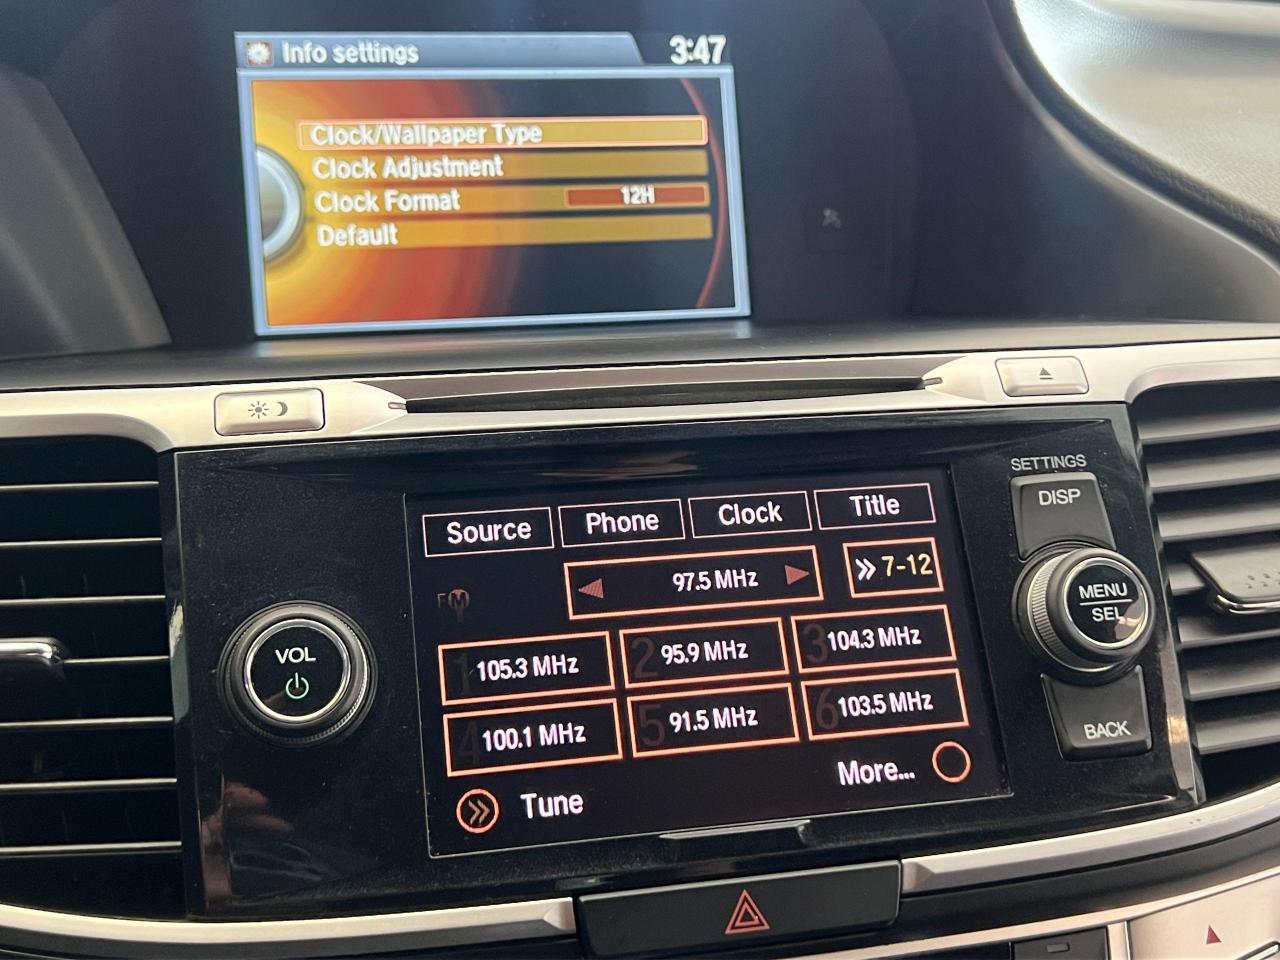 Info settings 3:47
Clock/Wallpaper Type
Clock Adjustment
Clock Format 12H
Default
SETTINGS
DISP
Source Phone Clock Title
97.5 MHz 7-12
FM
MENU
SEL
VOL
1 105.3 MHz 2 95.9 MHz 3 104.3 MHz
4 100.1 MHz 5 91.5 MHz 6 103.5 MHz
BACK
More...
Tune